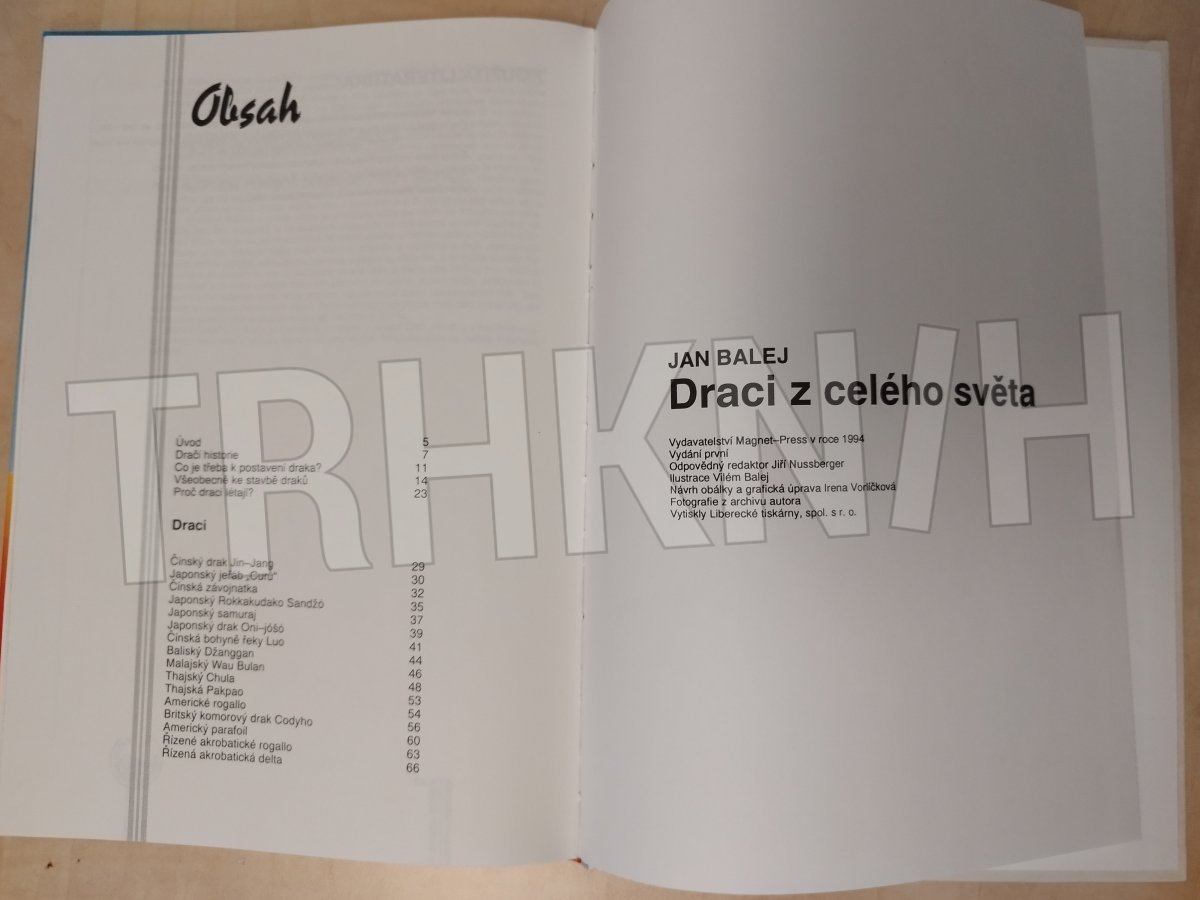 Obsah
Úvod 5
Dračí historie 7
Co je třeba k postavení draka? 11
Všeobecně ke stavbě draků 14
Proč draci létají? 23
Draci
Čínský drak Jin–Jang 29
Japonský jeřáb „Curu“ 30
Čínská závojnatka 32
Japonský Rokkakudako Sandžó 35
Japonský samuraj 37
Japonský drak Oni–jóšó 39
Čínská bohyně řeky Luo 41
Baliský Džanggan 44
Malajský Wau Bulan 46
Thajský Chula 48
Thajská Pakpao 53
Americké rogallo 54
Britský komorový drak Codyho 56
Americký parafoil 60
Řízené akrobatické rogallo 63
Řízená akrobatická delta 66
JAN BALEJ
Draci z celého světa
Vydavatelství Magnet–Press v roce 1994
Vydání první
Odpovědný redaktor Jiří Nussberger
Ilustrace Vilém Balej
Návrh obálky a grafická úprava Irena Vorlíčková
Fotografie z archivu autora
Vytiskly Liberecké tiskárny, spol. s r. o.
TRHKN/H